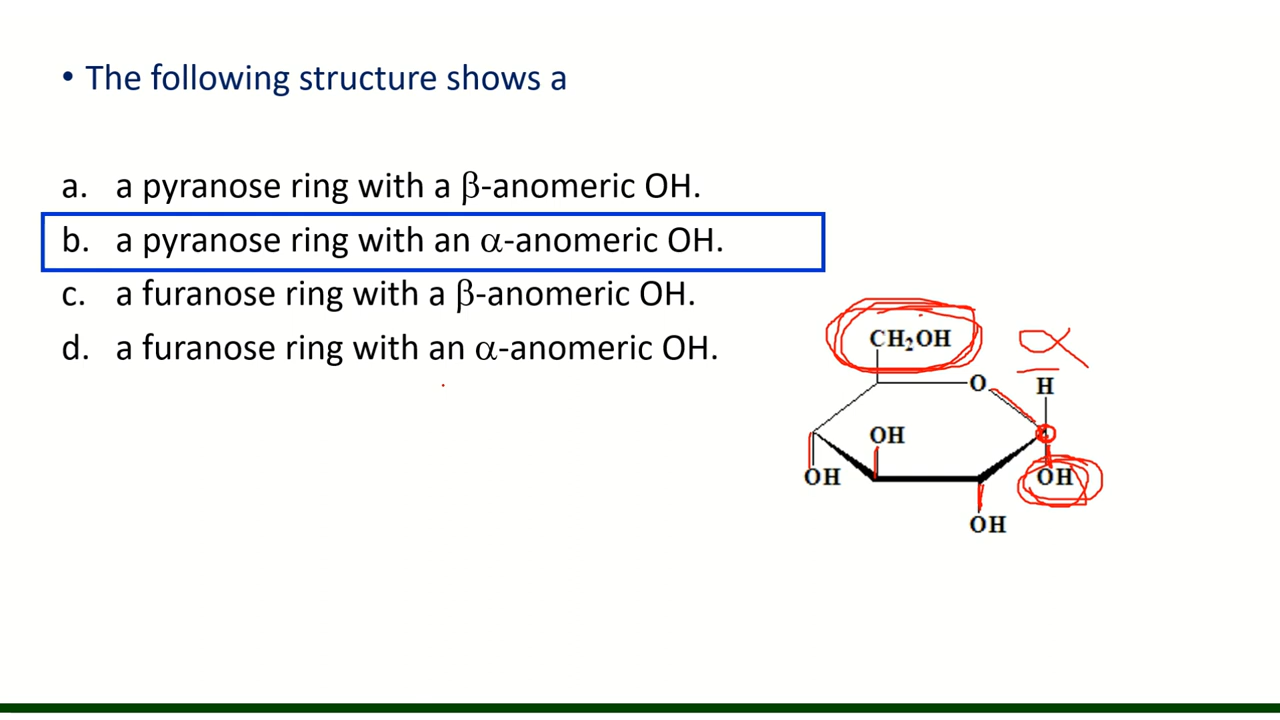 • The following structure shows a
a. a pyranose ring with a β-anomeric OH.
b. a pyranose ring with an α-anomeric OH.
c. a furanose ring with a β-anomeric OH.
d. a furanose ring with an α-anomeric OH.
CH₂OH
α
O
H
OH
OH
OH
OH